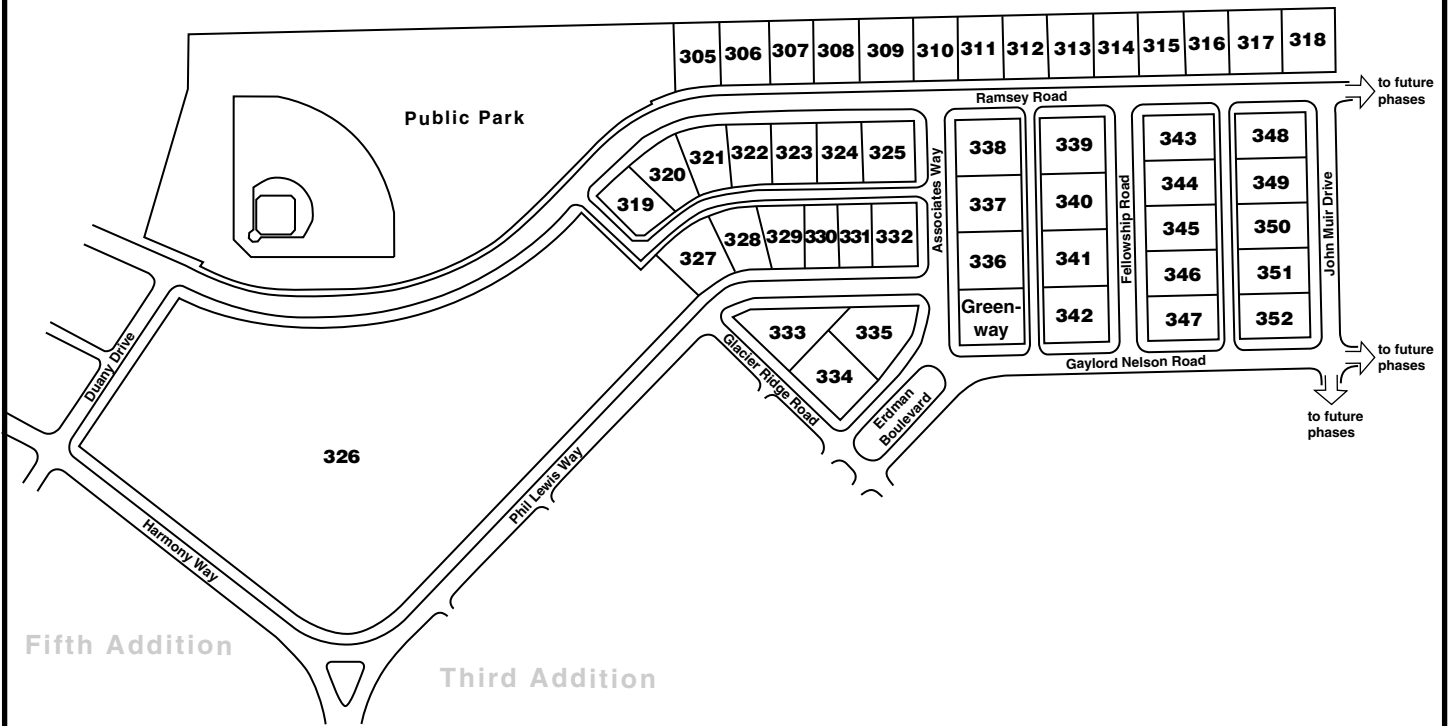 305 306 307 308 309 310 311 312 313 314 315 316 317 318
to future
phases
Ramsey Road
Public Park
319 320 321 322 323 324 325
327 328 329 330 331 332
Associates Way
338
337
336
Green-
way
339
340
341
342
Fellowship Road
343
344
345
346
347
348
349
350
351
352
John Muir Drive
333 335
334
Glacier Ridge Road
Erdman
Boulevard
Gaylord Nelson Road
to future
phases
to future
phases
Duany Drive
326
Phil Lewis Way
Harmony Way
Fifth Addition
Third Addition